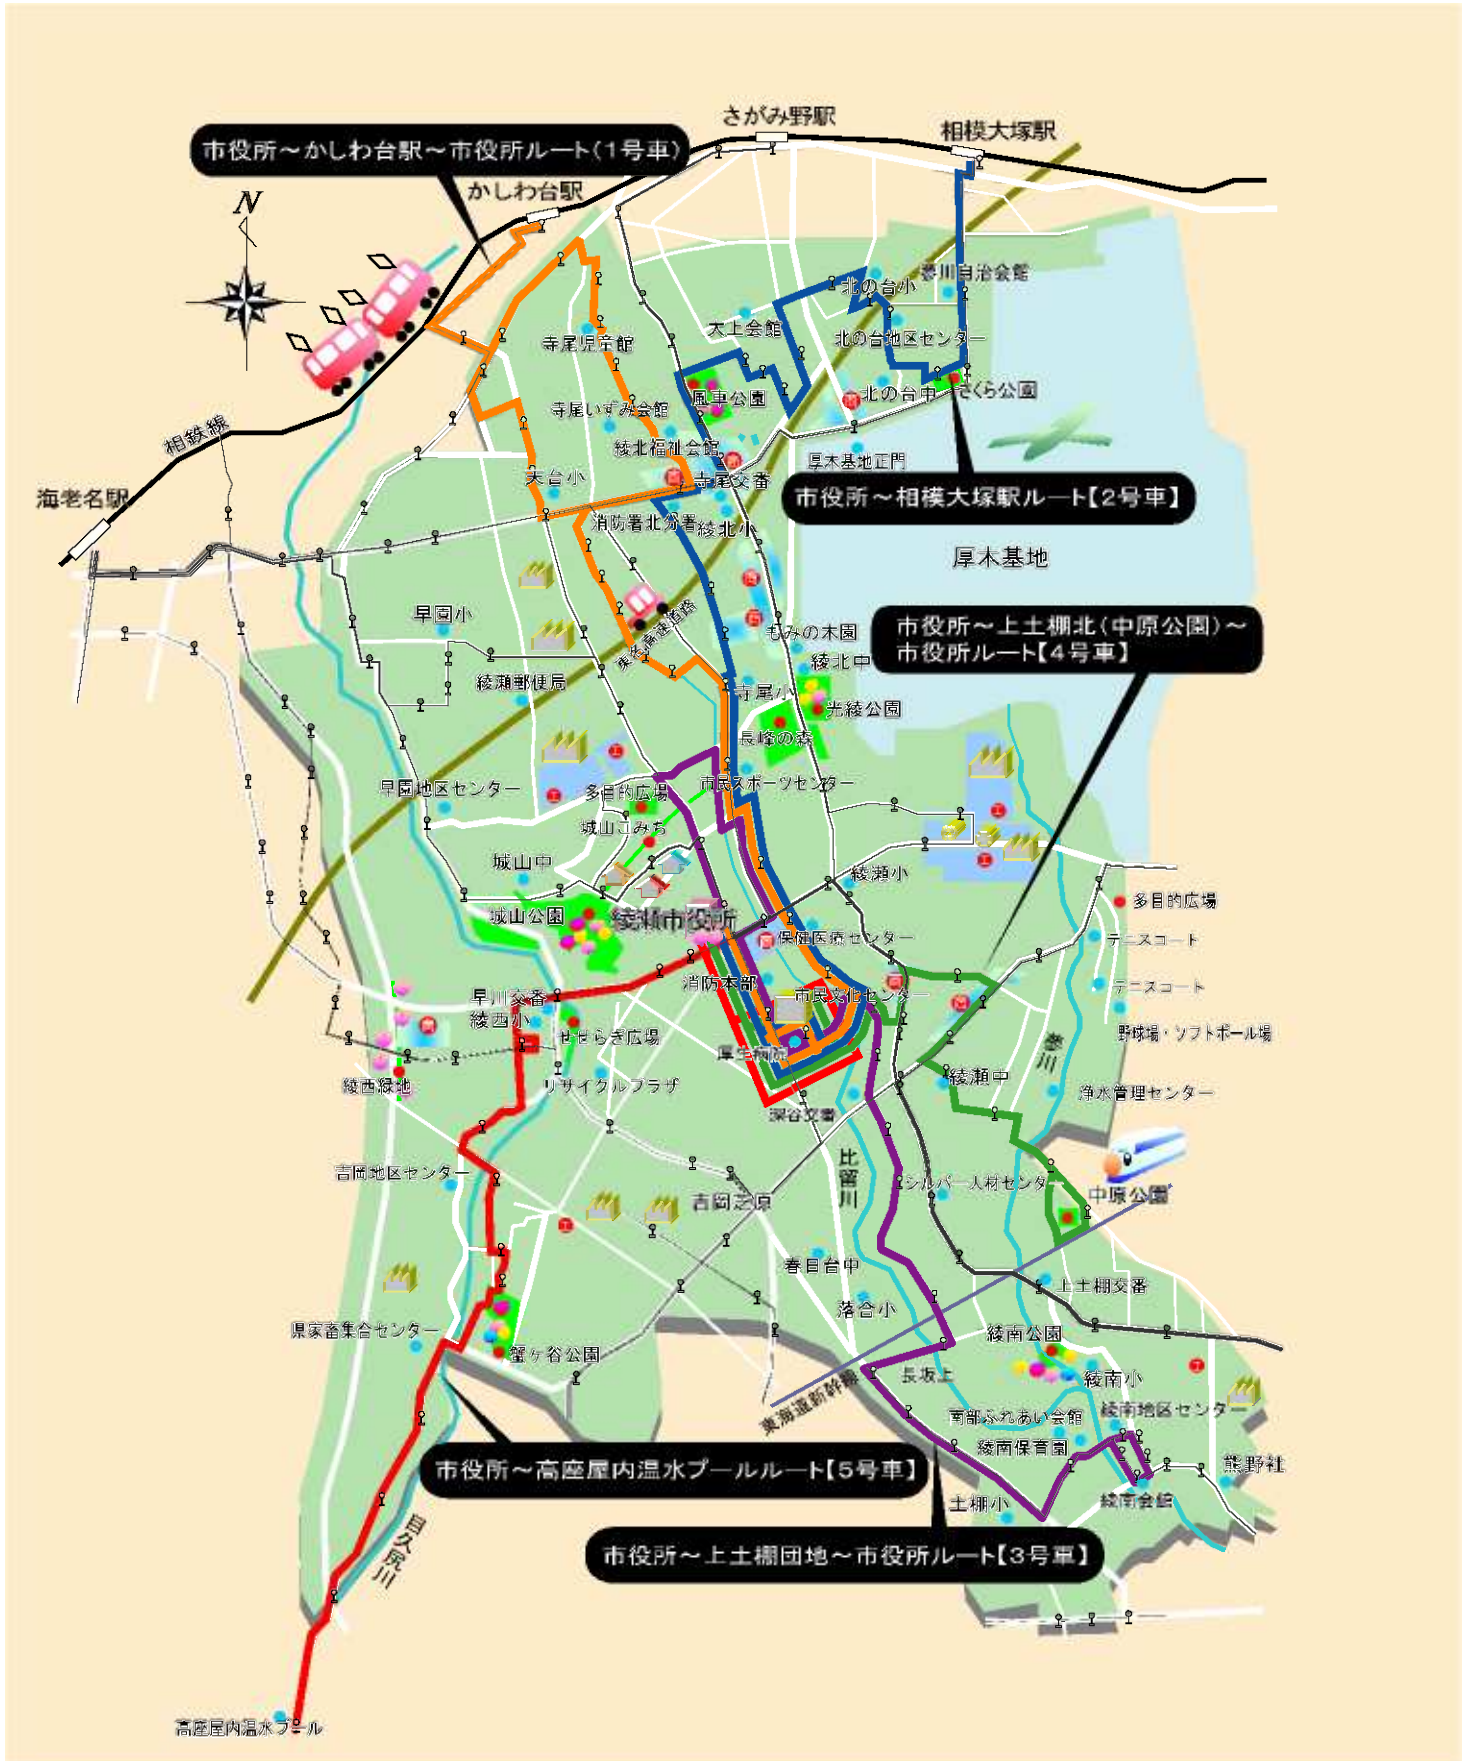 さがみ野駅
相模大塚駅
市役所～かしわ台駅～市役所ルート(1号車)
かしわ台駅
N
蓼川自治会館
北の台小
大上会館
北の台地区センター
寺尾児童館
風車公園
北の台中
さくら公園
寺尾いずみ会館
相鉄線
綾北福祉会館
厚木基地正門
天台小
寺尾交番
海老名駅
市役所～相模大塚駅ルート【2号車】
消防署北分署
綾北小
厚木基地
早園小
東名高速道路
もみの木園
市役所～上土棚北(中原公園)～
市役所ルート【4号車】
綾北中
綾瀬郵便局
寺尾小
光綾公園
長峰の森
早園地区センター
多目的広場
市民スポーツセンター
城山こみち
城山中
綾瀬小
多目的広場
城山公園
綾瀬市役所
保健医療センター
テニスコート
消防本部
市民文化センター
テニスコート
早川交番
綾西小
せせらぎ広場
野球場・ソフトボール場
蓼川
厚生病院
綾瀬中
綾西緑地
リサイクルプラザ
浄水管理センター
深谷交番
比留川
吉岡地区センター
シルバー人材センター
中原公園
吉岡芝原
春日台中
上土棚交番
落合小
県家畜集合センター
綾南公園
蟹ヶ谷公園
長坂上
綾南小
東海道新幹線
南部ふれあい会館
綾南地区センター
綾南保育園
市役所～高座屋内温水プールルート【5号車】
熊野社
土棚小
綾南会館
目久尻川
市役所～上土棚団地～市役所ルート【3号車】
高座屋内温水プール